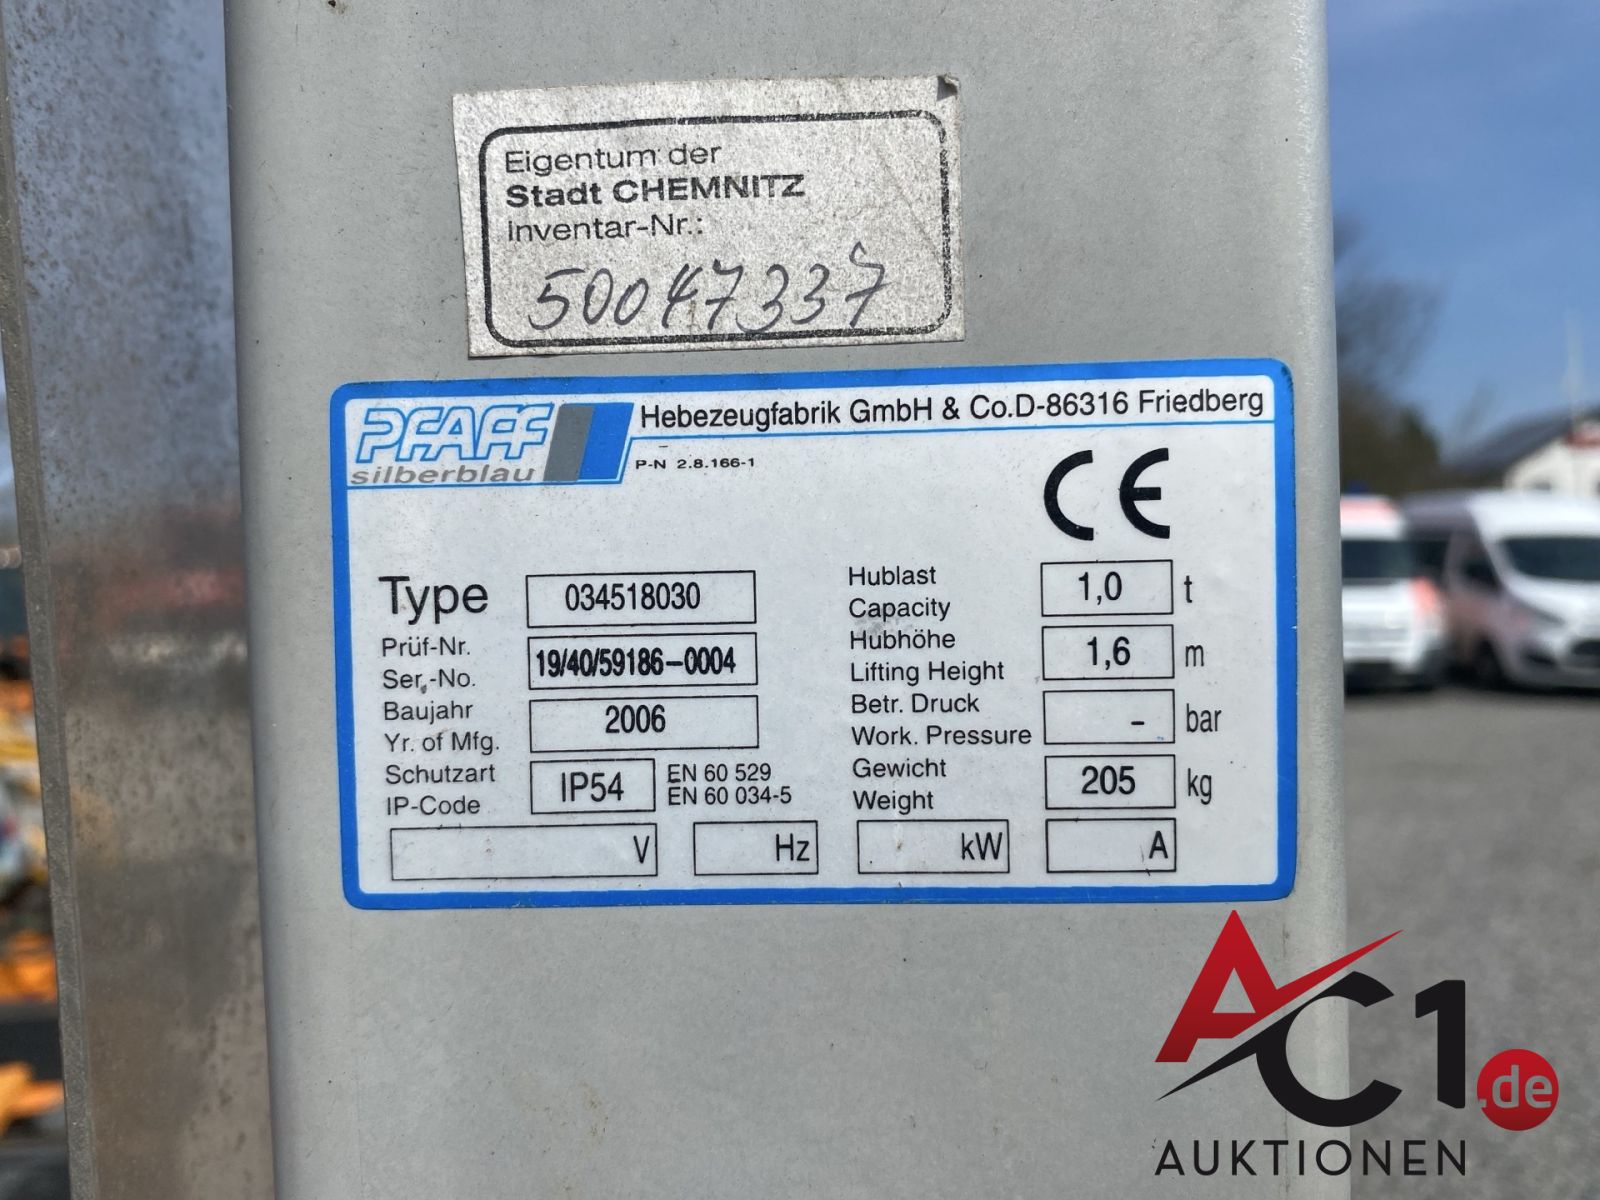 Eigentum der
Stadt CHEMNITZ
Inventar-Nr.:
50047337
PFAFF
silberblau
Hebezeugfabrik GmbH & Co.D-86316 Friedberg
P-N 2.8.166-1
CE
Type 034518030
Prüf-Nr.
Ser.-No. 19/40/59186-0004
Baujahr
Yr. of Mfg. 2006
Schutzart
IP-Code IP54
EN 60 529
EN 60 034-5
Hublast
Capacity 1,0 t
Hubhöhe
Lifting Height 1,6 m
Betr. Druck
Work. Pressure - bar
Gewicht
Weight 205 kg
V Hz kW A
AC1.de
AUKTIONEN